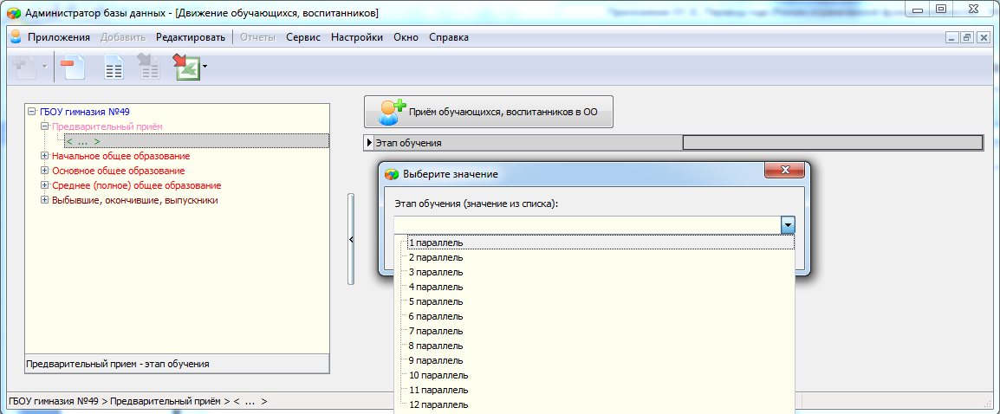 Администратор базы данных - [Движение обучающихся, воспитанников]
Приложения Добавить Редактировать Отчеты Сервис Настройки Окно Справка
ГБОУ гимназия №49
Предварительный приём
< ... >
Начальное общее образование
Основное общее образование
Среднее (полное) общее образование
Выбывшие, окончившие, выпускники
Предварительный прием - этап обучения
Приём обучающихся, воспитанников в ОО
Этап обучения
Выберите значение
Этап обучения (значение из списка):
1 параллель
2 параллель
3 параллель
4 параллель
5 параллель
6 параллель
7 параллель
8 параллель
9 параллель
10 параллель
11 параллель
12 параллель
ГБОУ гимназия №49 > Предварительный приём > < ... >